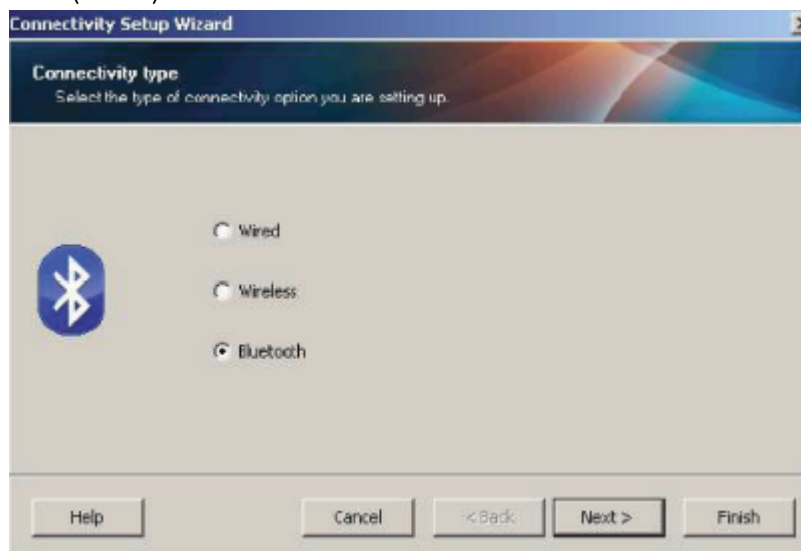 Connectivity Setup Wizard
Connectivity type
Select the type of connectivity option you are setting up.
Wired
Wireless
Bluetooth
Help
Cancel
< Back
Next >
Finish